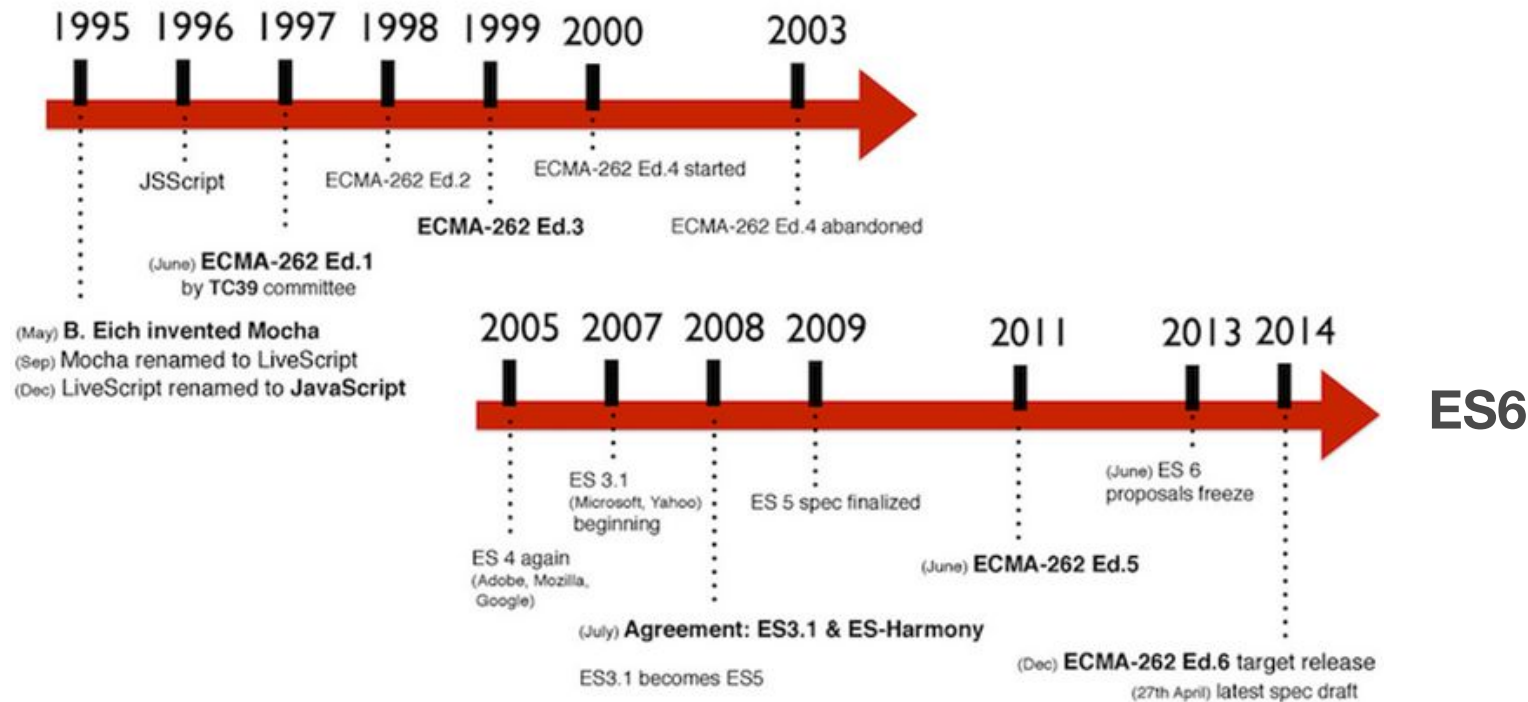 1995 1996 1997 1998 1999 2000 2003
JSScript
ECMA-262 Ed.2
ECMA-262 Ed.4 started
ECMA-262 Ed.3
ECMA-262 Ed.4 abandoned
(June) ECMA-262 Ed.1
by TC39 committee
(May) B. Eich invented Mocha
(Sep) Mocha renamed to LiveScript
(Dec) LiveScript renamed to JavaScript
2005 2007 2008 2009 2011 2013 2014
ES6
ES 3.1
(Microsoft, Yahoo)
beginning
ES 5 spec finalized
(June) ES 6
proposals freeze
ES 4 again
(Adobe, Mozilla,
Google)
(June) ECMA-262 Ed.5
(July) Agreement: ES3.1 & ES-Harmony
ES3.1 becomes ES5
(Dec) ECMA-262 Ed.6 target release
(27th April) latest spec draft